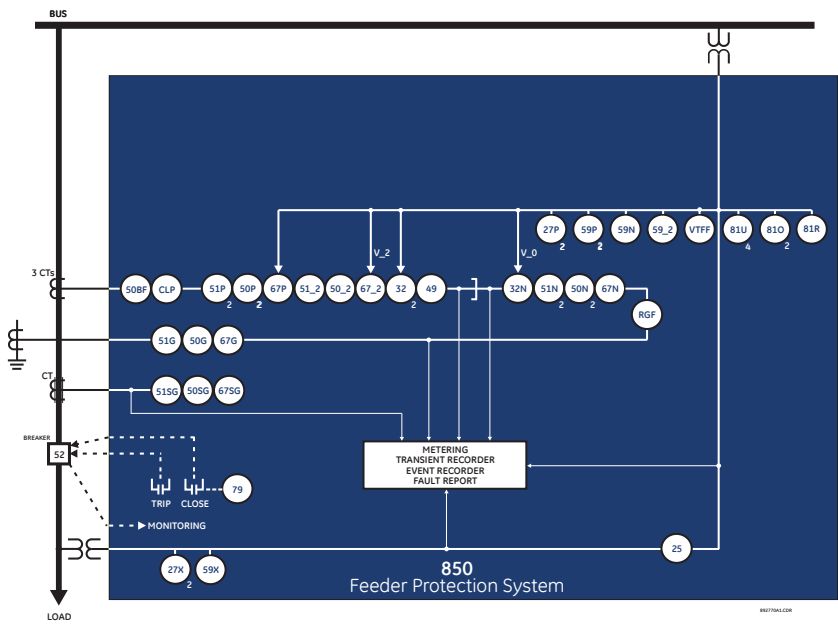 BUS
27P
59P
59N
59_2
VTFF
81U
81O
81R
2
2
4
2
V_2
V_0
3 CTs
50BF
CLP
51P
50P
67P
51_2
50_2
67_2
32
49
32N
51N
50N
67N
2
2
2
2
2
RGF
51G
50G
67G
CT
51SG
50SG
67SG
BREAKER
52
METERING
TRANSIENT RECORDER
EVENT RECORDER
FAULT REPORT
79
TRIP
CLOSE
MONITORING
25
27X
59X
2
850
Feeder Protection System
LOAD
892770A1.CDR